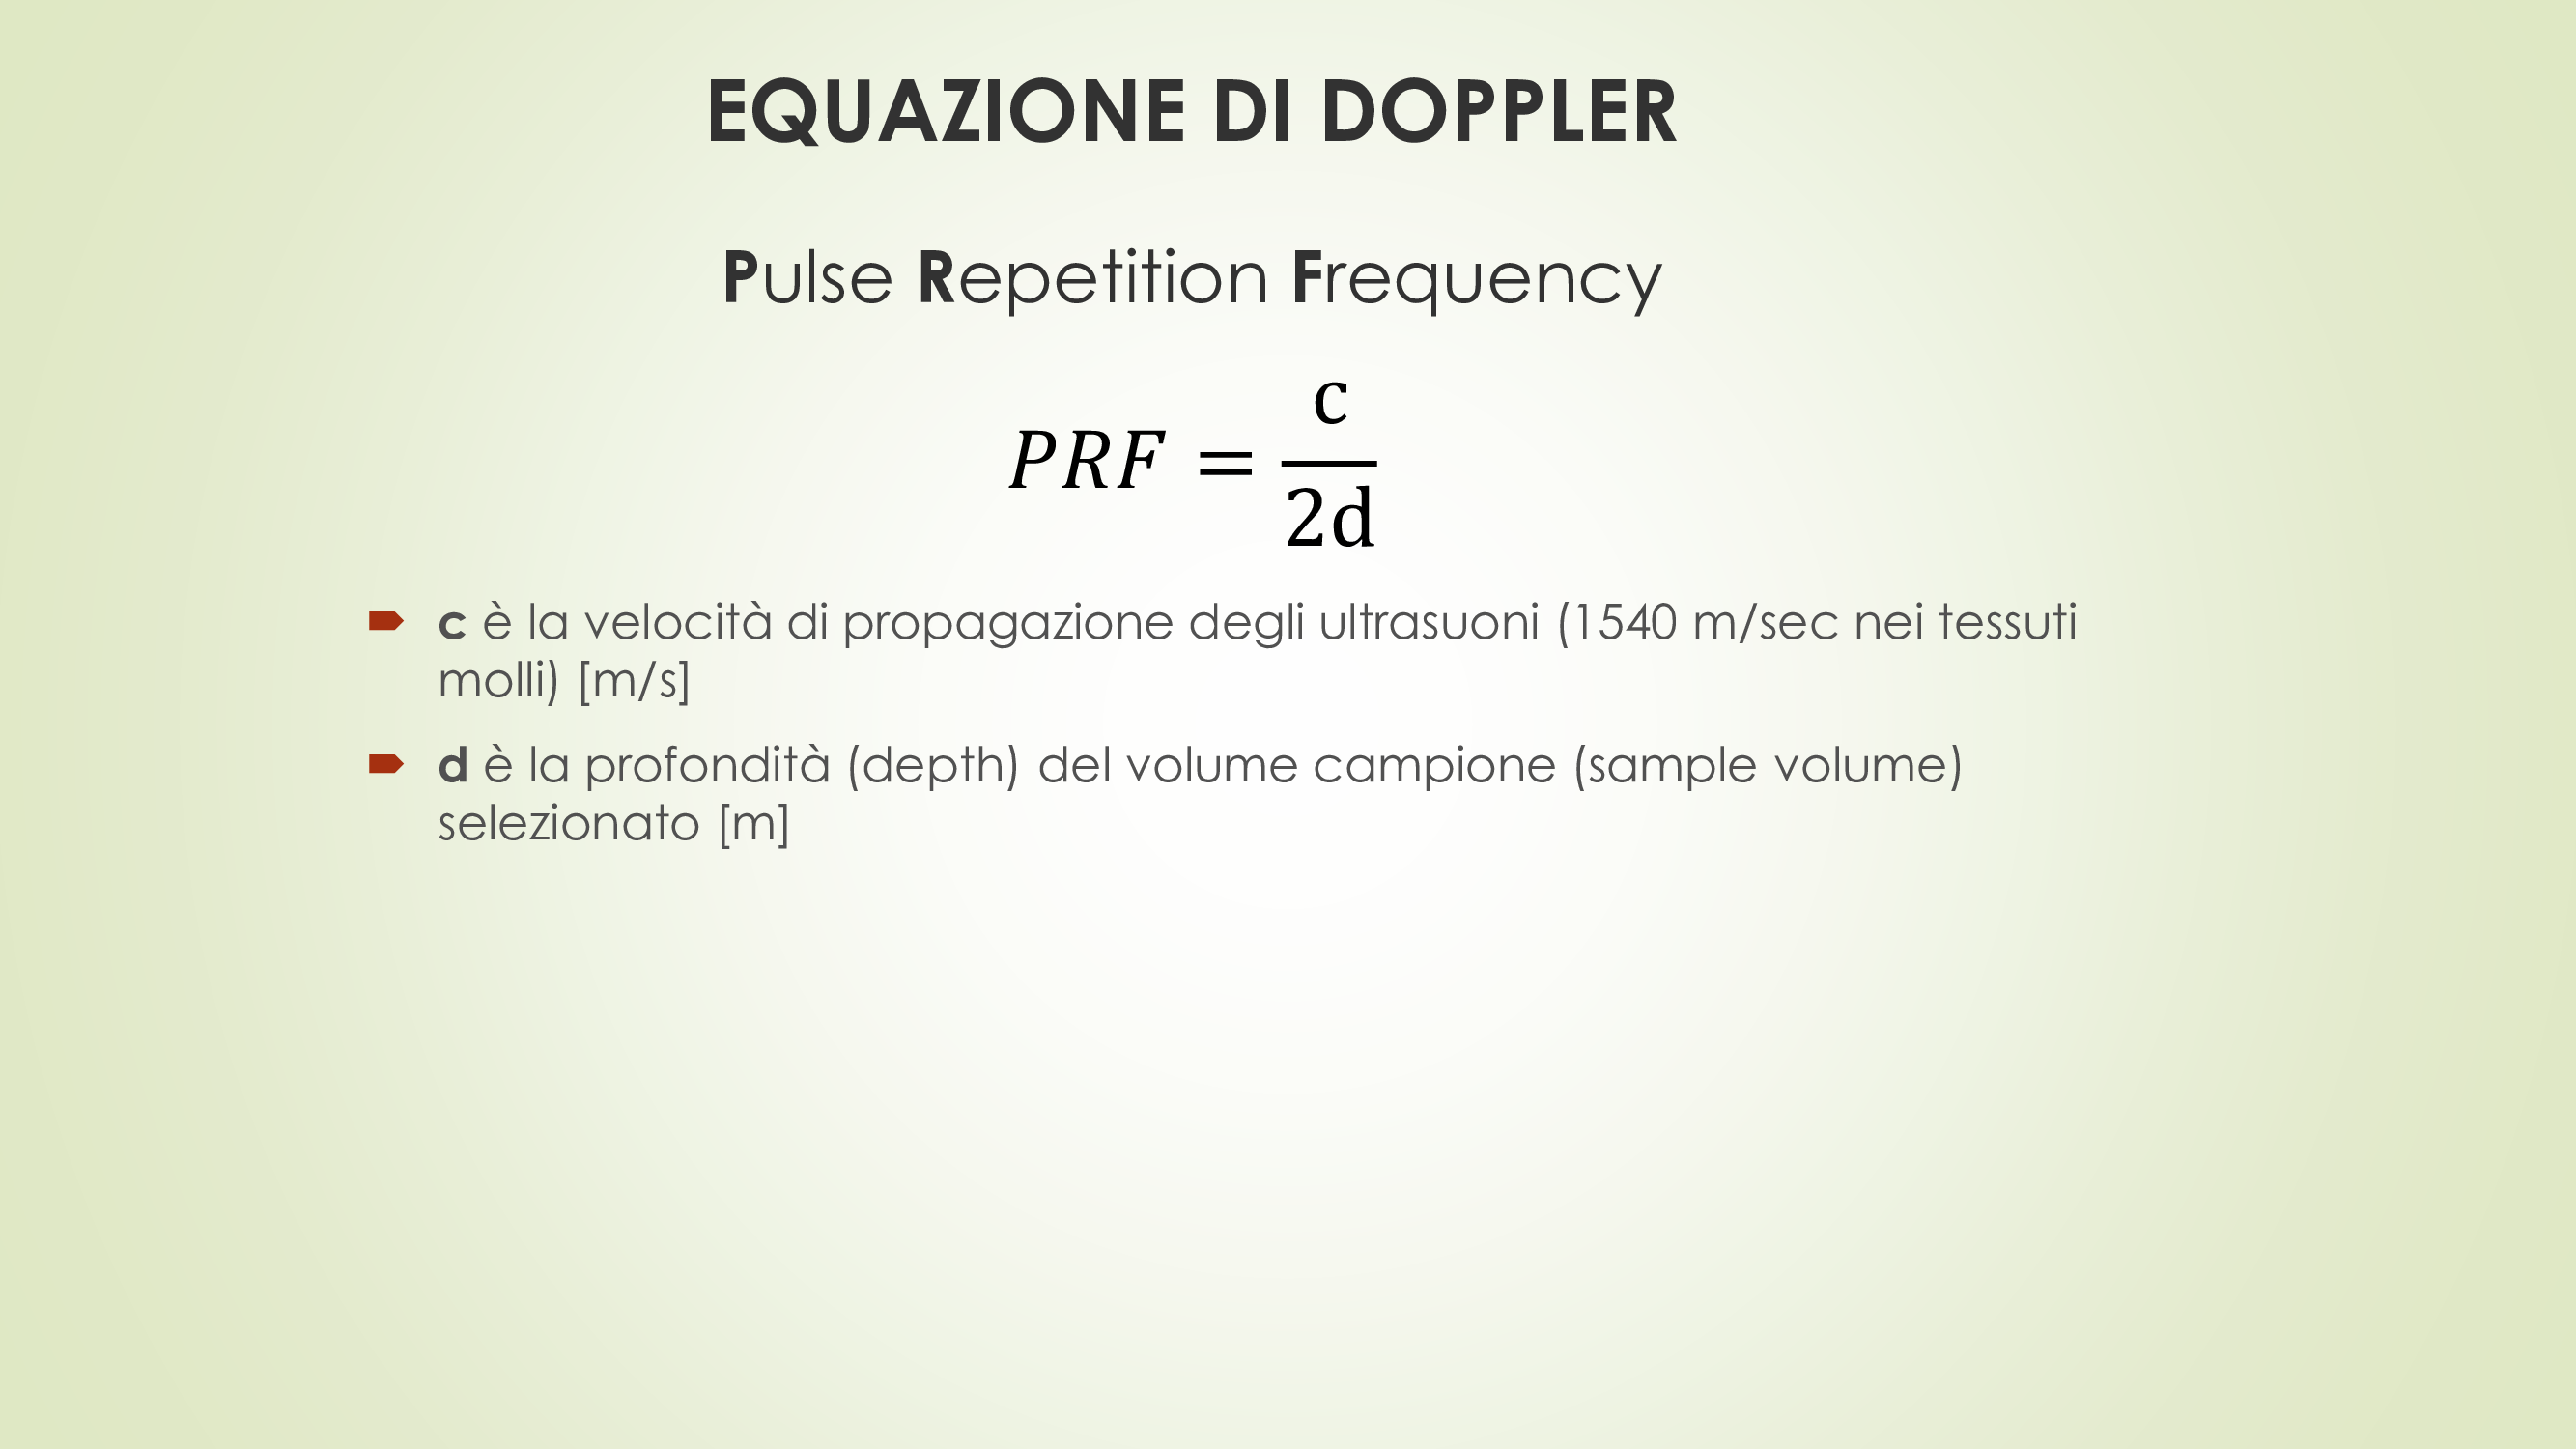 EQUAZIONE DI DOPPLER
Pulse Repetition Frequency
PRF = c / 2d
c è la velocità di propagazione degli ultrasuoni (1540 m/sec nei tessuti
molli) [m/s]
d è la profondità (depth) del volume campione (sample volume)
selezionato [m]